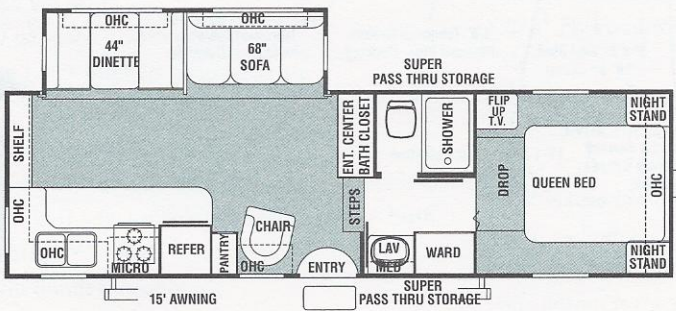 OHC
OHC
44"
DINETTE
68"
SOFA
SUPER
PASS THRU STORAGE
SHELF
ENT. CENTER
BATH CLOSET
SHOWER
FLIP
UP
T.V.
NIGHT
STAND
DROP
QUEEN BED
OHC
OHC
STEPS
CHAIR
OHC
MICRO
REFER
PANTRY
OHC
ENTRY
LAV
MED
WARD
NIGHT
STAND
15' AWNING
SUPER
PASS THRU STORAGE